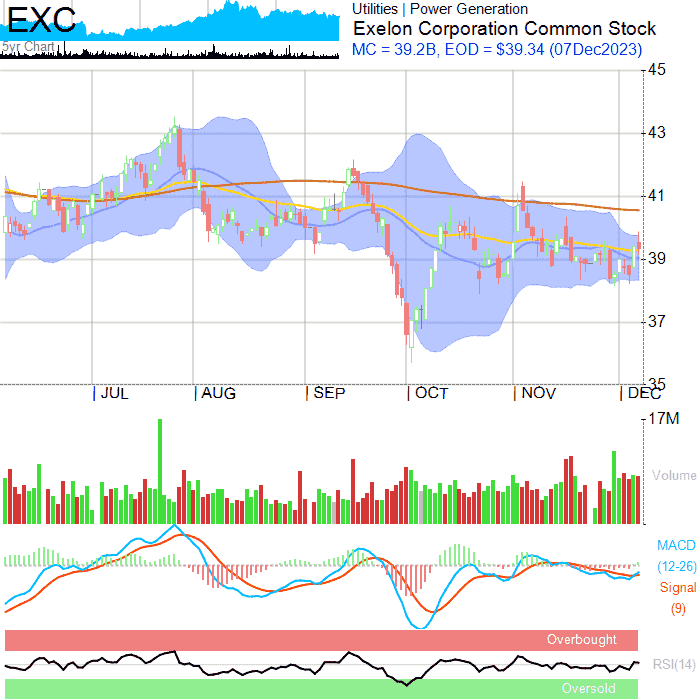 EXC
5yr Chart
Utilities | Power Generation
Exelon Corporation Common Stock
MC = 39.2B, EOD = $39.34 (07Dec2023)
45
43
41
39
37
35
JUL AUG SEP OCT NOV DEC
17M
Volume
MACD
(12-26)
Signal
(9)
Overbought
RSI(14)
Oversold